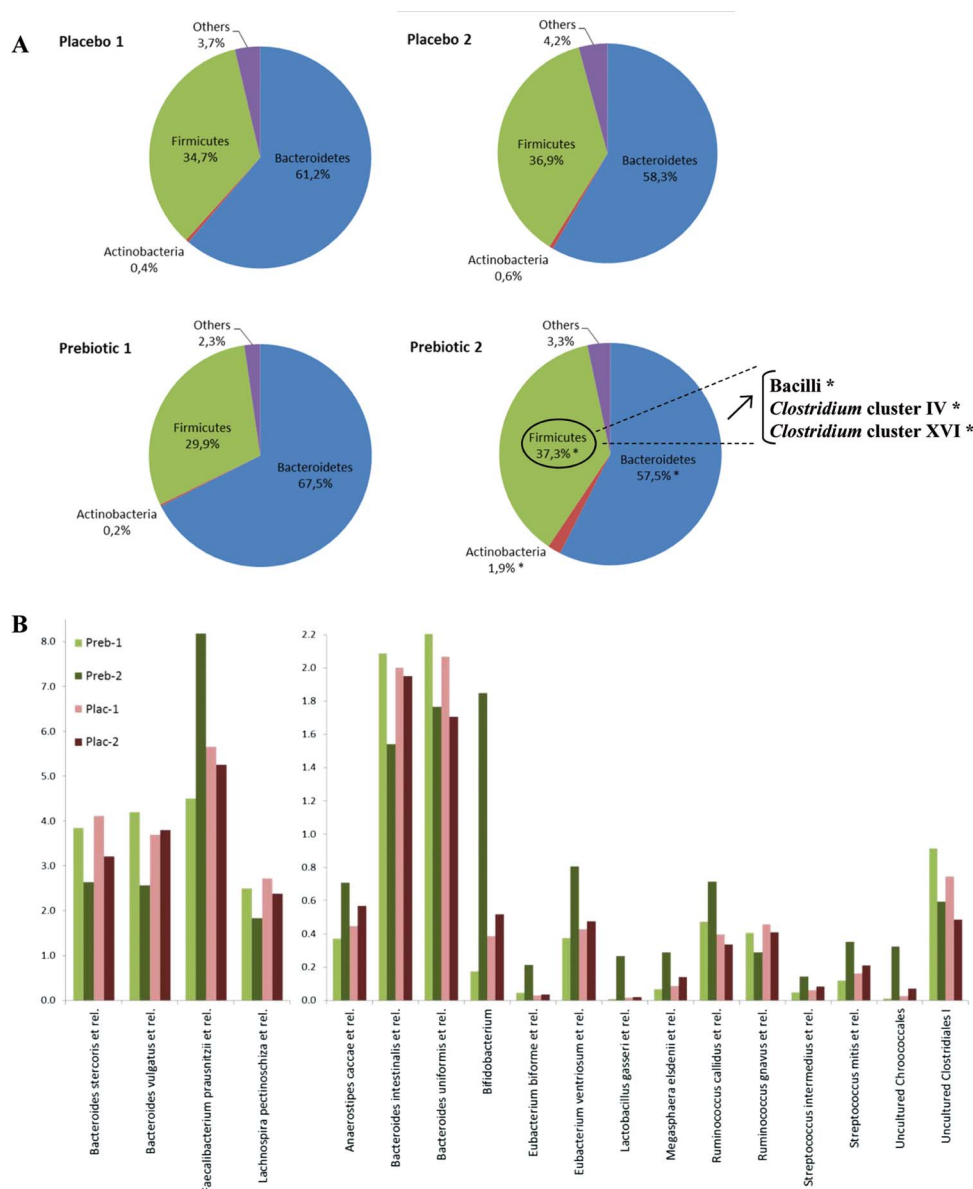 A
Placebo 1
Others
3,7%
Firmicutes
34,7%
Bacteroidetes
61,2%
Actinobacteria
0,4%
Placebo 2
Others
4,2%
Firmicutes
36,9%
Bacteroidetes
58,3%
Actinobacteria
0,6%
Prebiotic 1
Others
2,3%
Firmicutes
29,9%
Bacteroidetes
67,5%
Actinobacteria
0,2%
Prebiotic 2
Others
3,3%
Firmicutes
37,3% *
Bacteroidetes
57,5% *
Actinobacteria
1,9% *
Bacilli *
Clostridium cluster IV *
Clostridium cluster XVI *
B
8.0
7.0
6.0
5.0
4.0
3.0
2.0
1.0
0.0
Preb-1
Preb-2
Plac-1
Plac-2
Bacteroides stercoris et rel.
Bacteroides vulgatus et rel.
Faecalibacterium prausnitzii et rel.
Lachnospira pectinoschiza et rel.
2.2
2.0
1.8
1.6
1.4
1.2
1.0
0.8
0.6
0.4
0.2
0.0
Anaerostipes caccae et rel.
Bacteroides intestinalis et rel.
Bacteroides uniformis et rel.
Bifidobacterium
Eubacterium biforme et rel.
Eubacterium ventriosum et rel.
Lactobacillus gasseri et rel.
Megasphaera elsdenii et rel.
Ruminococcus callidus et rel.
Ruminococcus gnavus et rel.
Streptococcus intermedius et rel.
Streptococcus mitis et rel.
Uncultured Chroococcales
Uncultured Clostridiales I